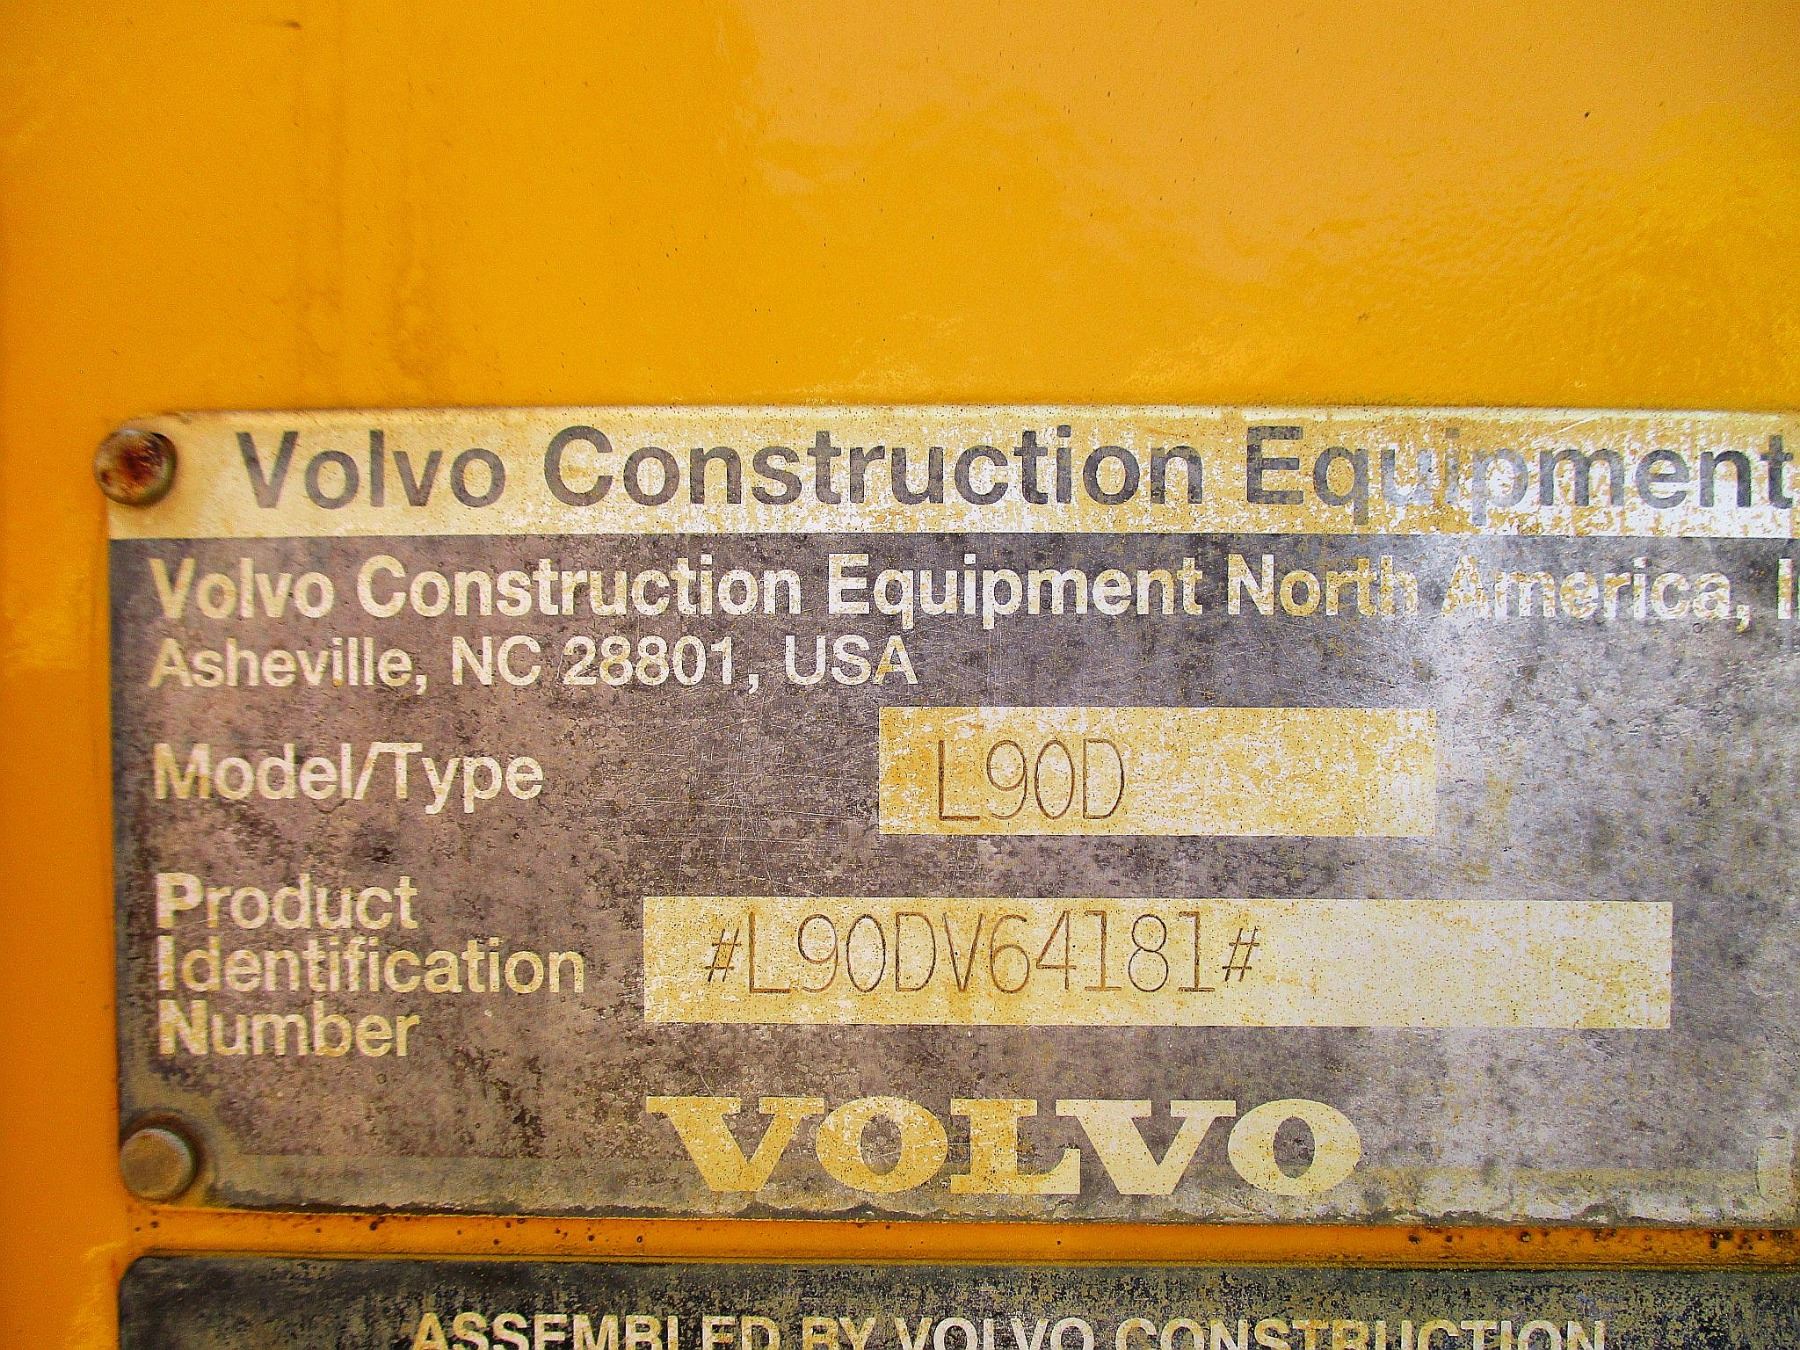 Volvo Construction Equipment
Volvo Construction Equipment North America,
Asheville, NC 28801, USA
Model/Type L90D
Product
Identification #L90DV64181#
Number
VOLVO
ASSEMBLED BY VOLVO CONSTRUCTION